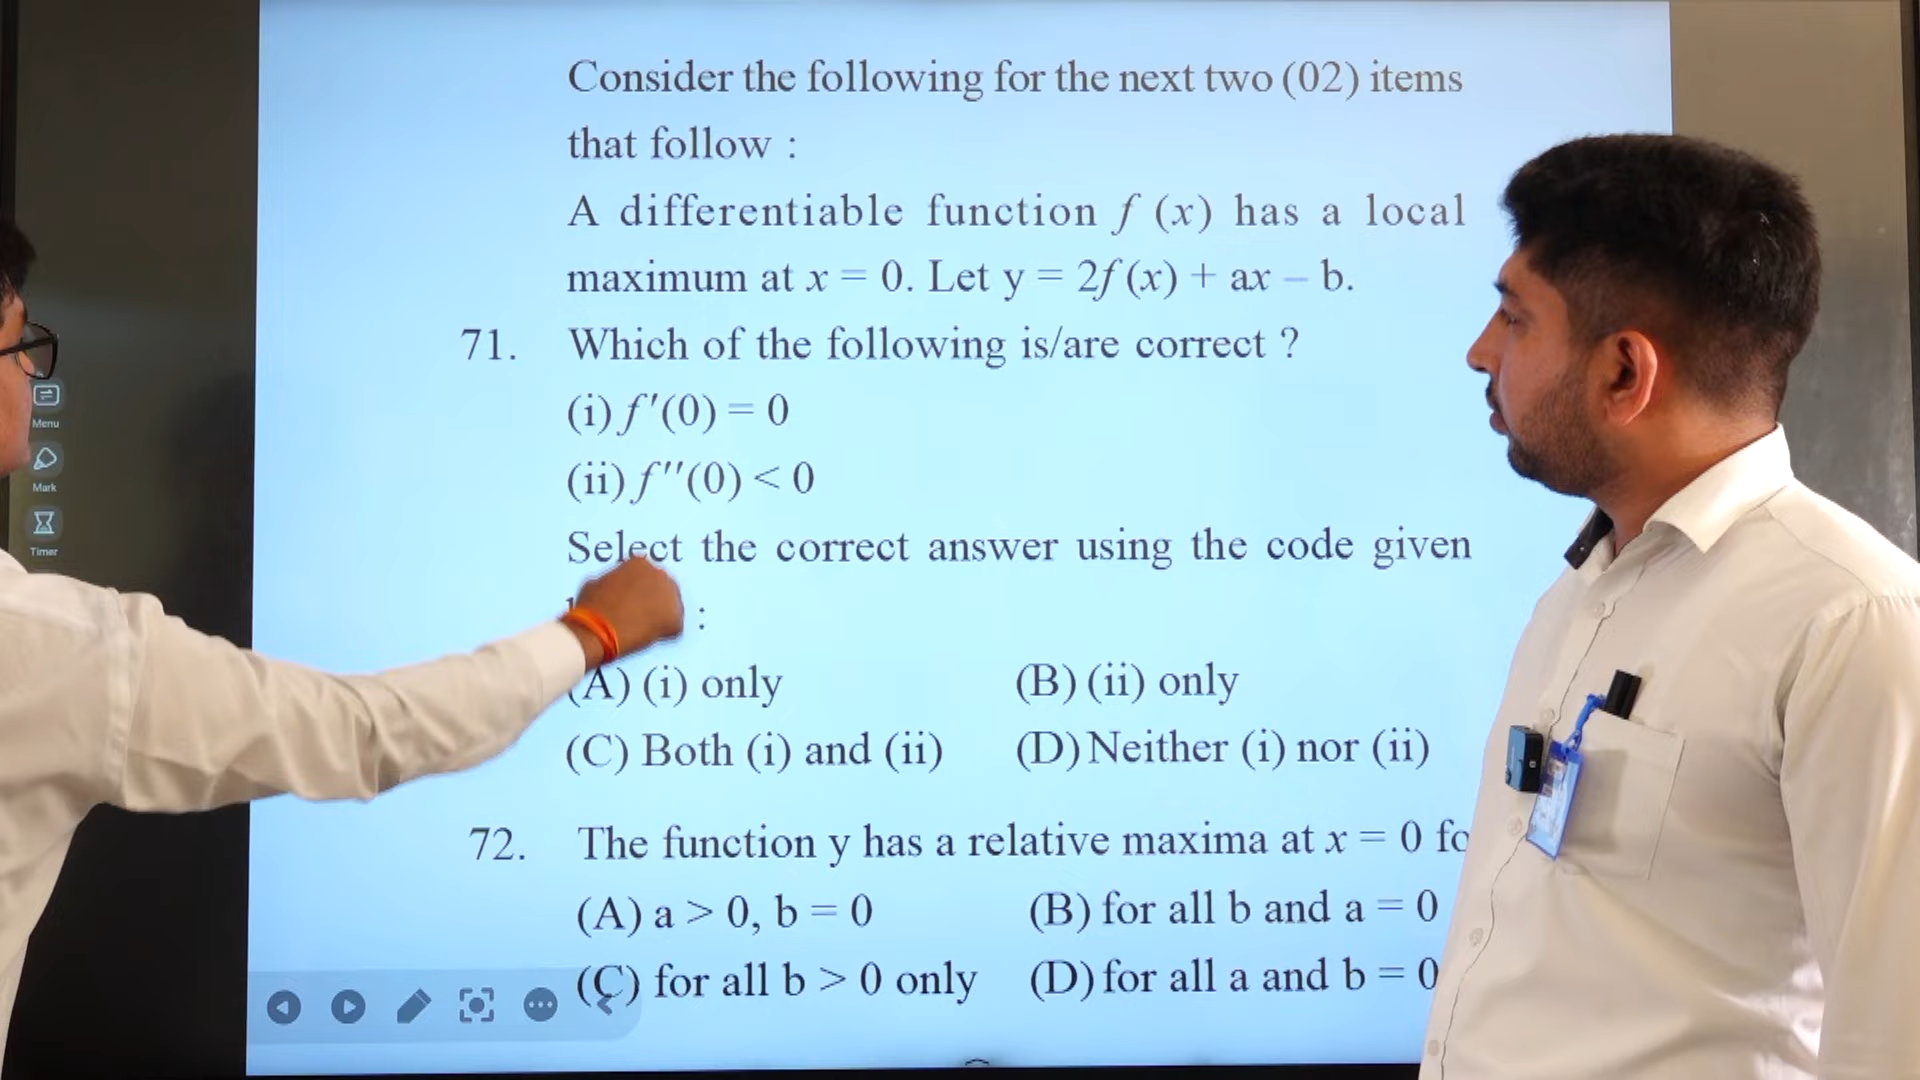 Consider the following for the next two (02) items
that follow :
A differentiable function f (x) has a local
maximum at x = 0. Let y = 2f (x) + ax – b.
71. Which of the following is/are correct ?
(i) f′(0) = 0
(ii) f′′(0) < 0
Select the correct answer using the code given
:
(A) (i) only (B) (ii) only
(C) Both (i) and (ii) (D) Neither (i) nor (ii)
72. The function y has a relative maxima at x = 0
(A) a > 0, b = 0 (B) for all b and a = 0
(C) for all b > 0 only (D) for all a and b = 0
Menu
Mark
Timer